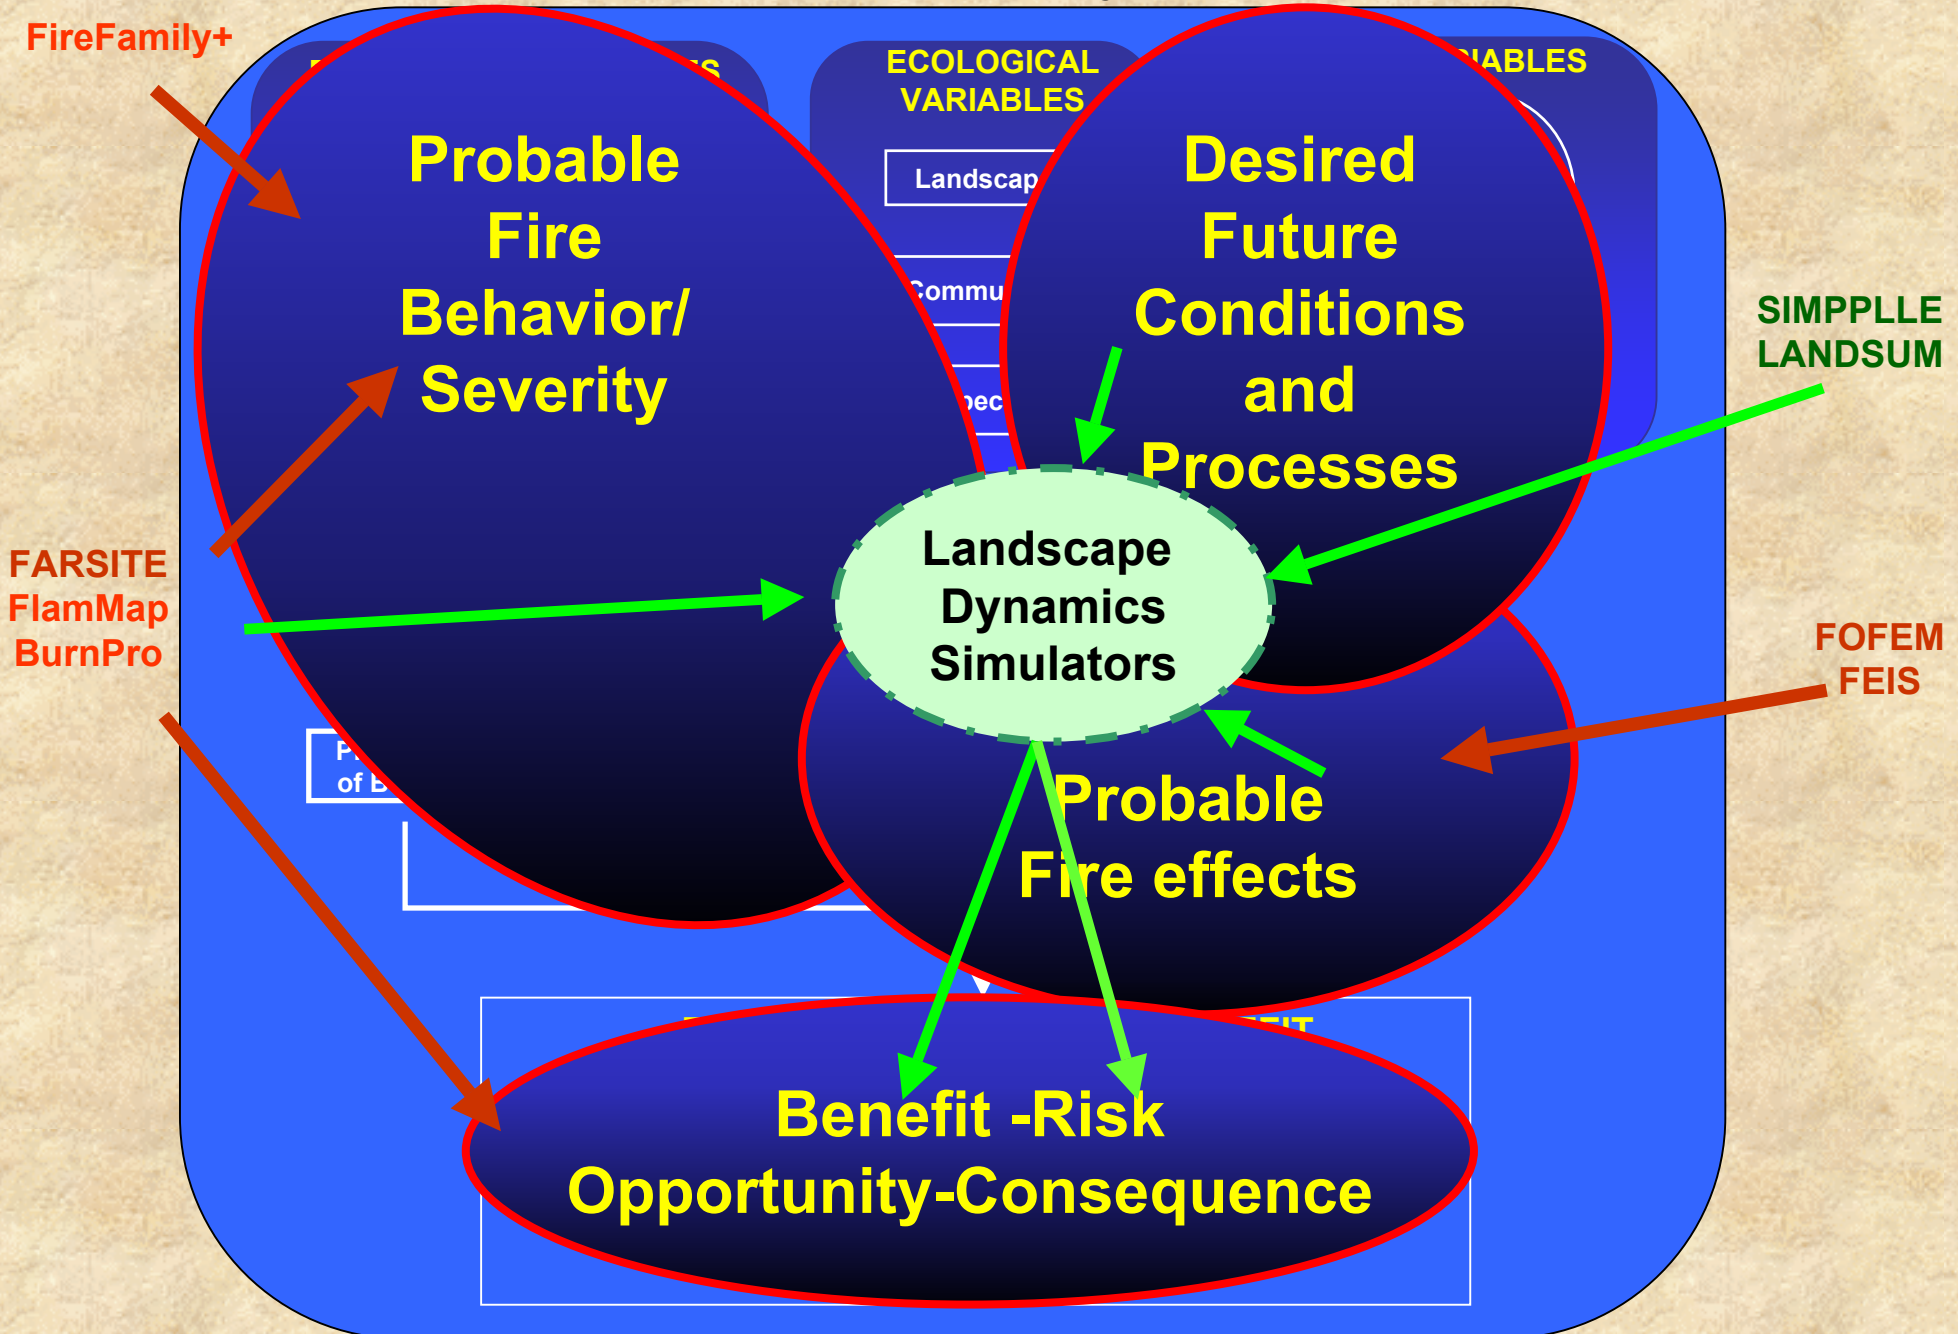 FireFamily+
ECOLOGICAL
VARIABLES
Probable
Fire
Behavior/
Severity
Desired
Future
Conditions
and
Processes
SIMPPLLE
LANDSUM
FARSITE
FlamMap
BurnPro
Landscape
Dynamics
Simulators
FOFEM
FEIS
of
Probable
Fire effects
Benefit -Risk
Opportunity-Consequence